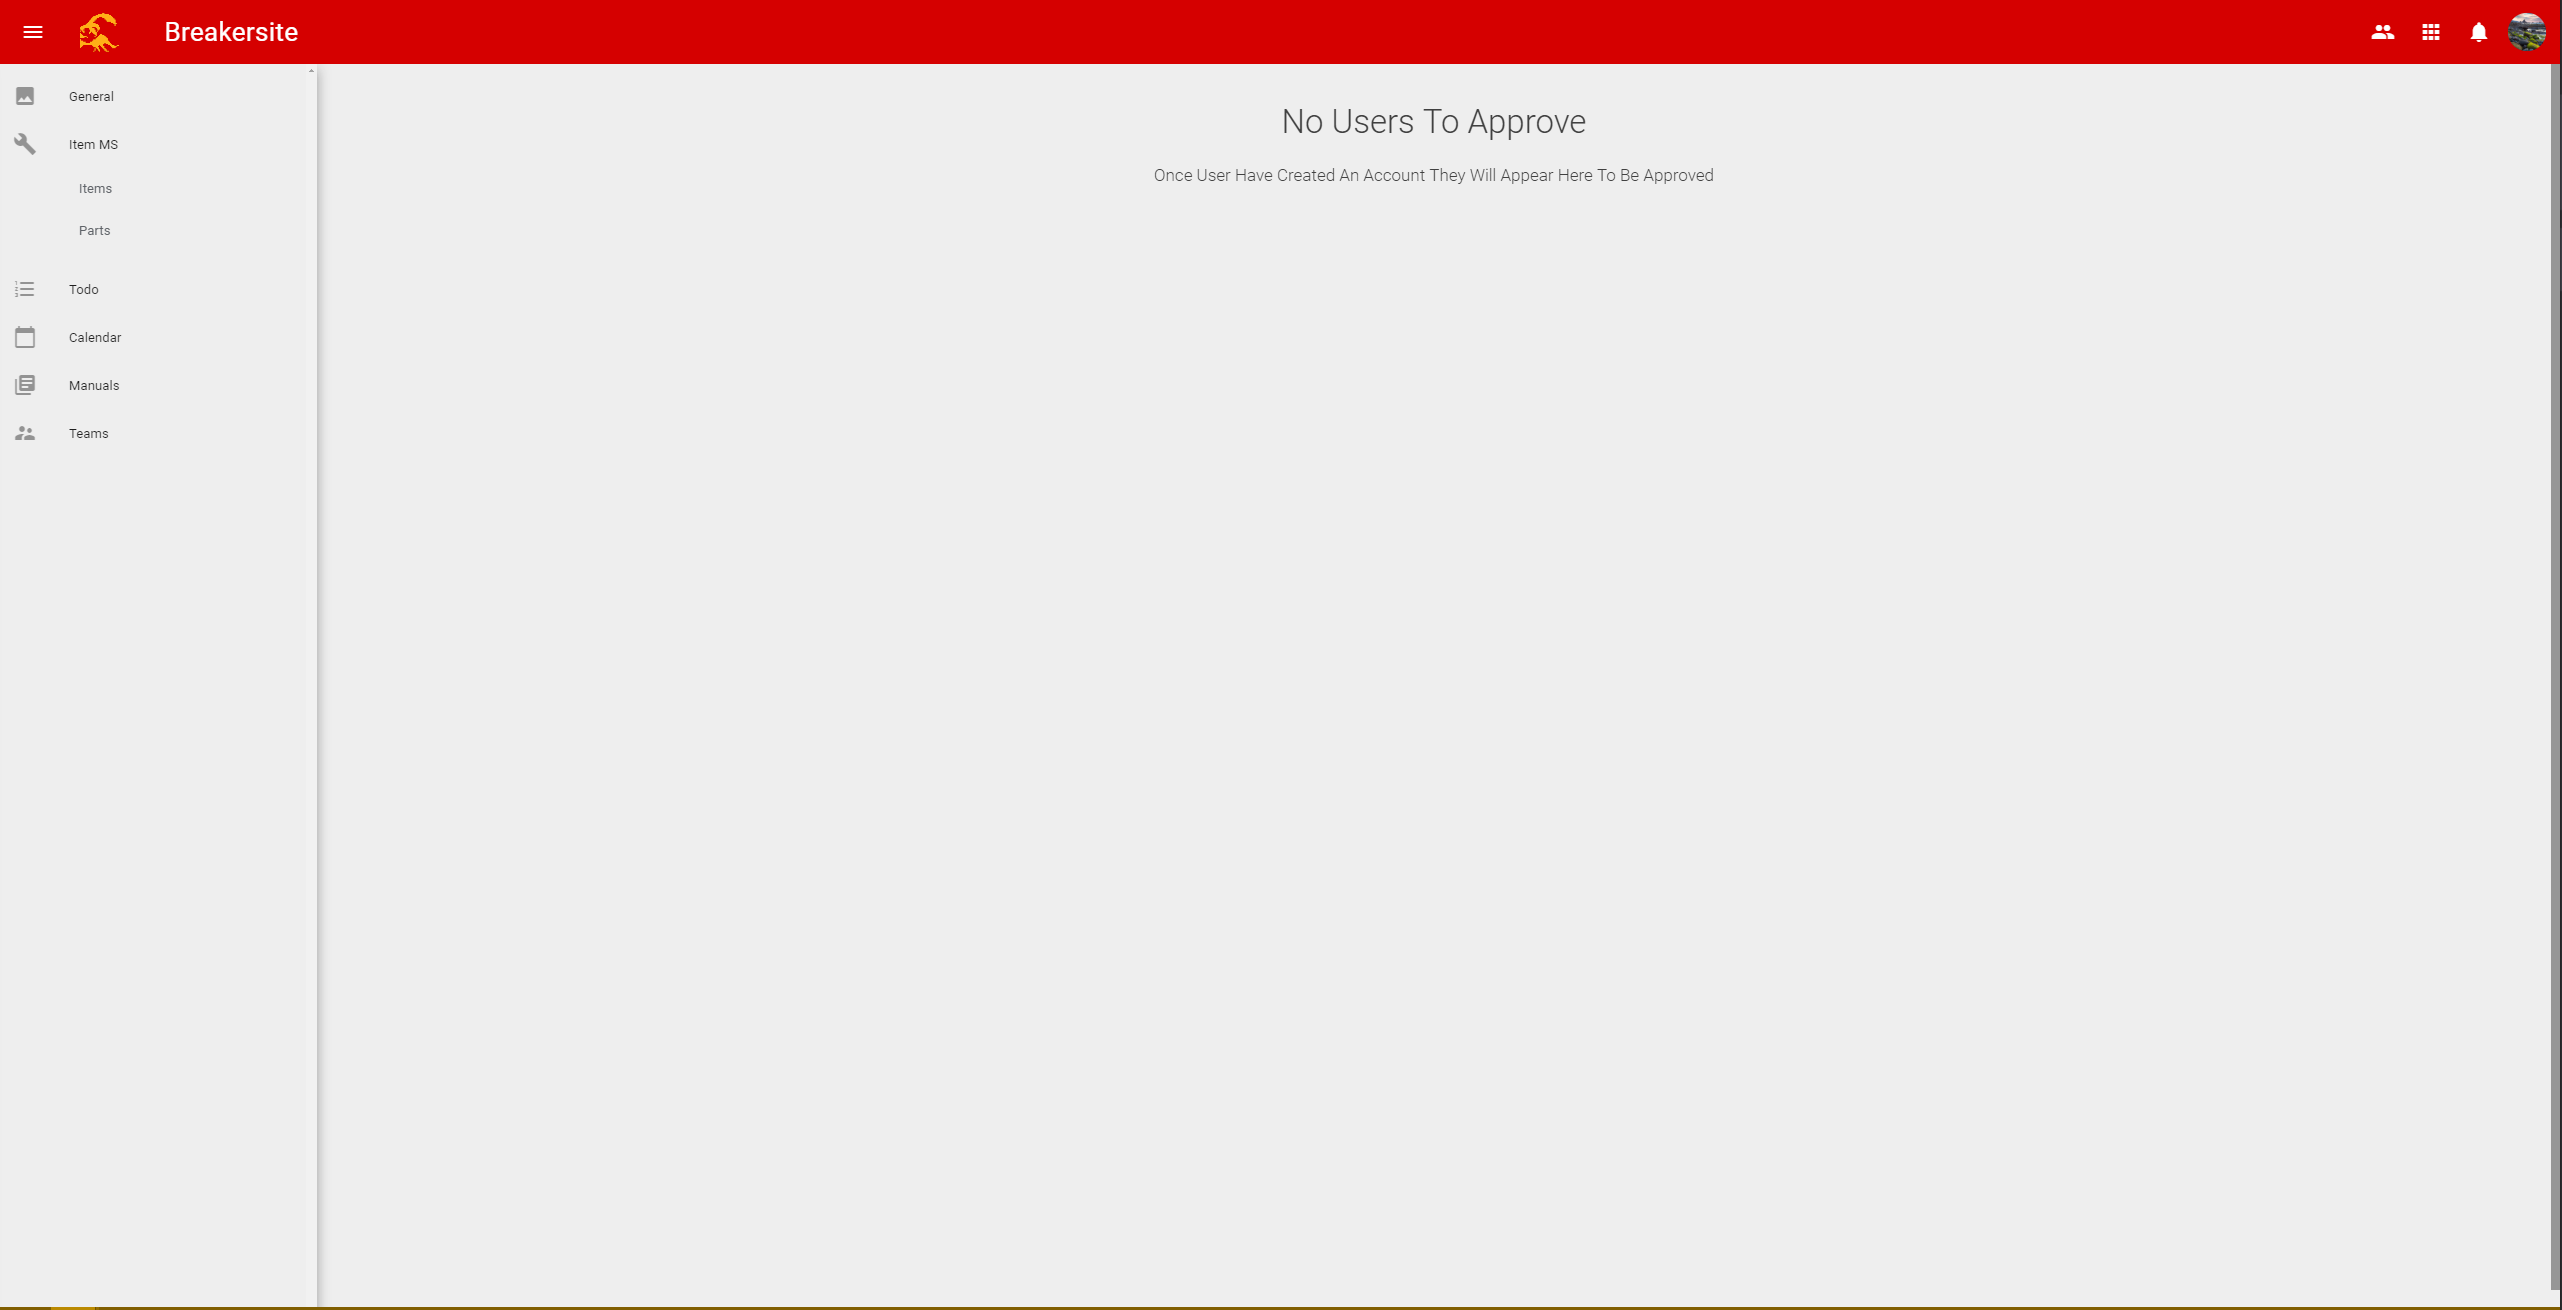 Breakersite
General
Item MS
Items
Parts
Todo
Calendar
Manuals
Teams
No Users To Approve
Once User Have Created An Account They Will Appear Here To Be Approved